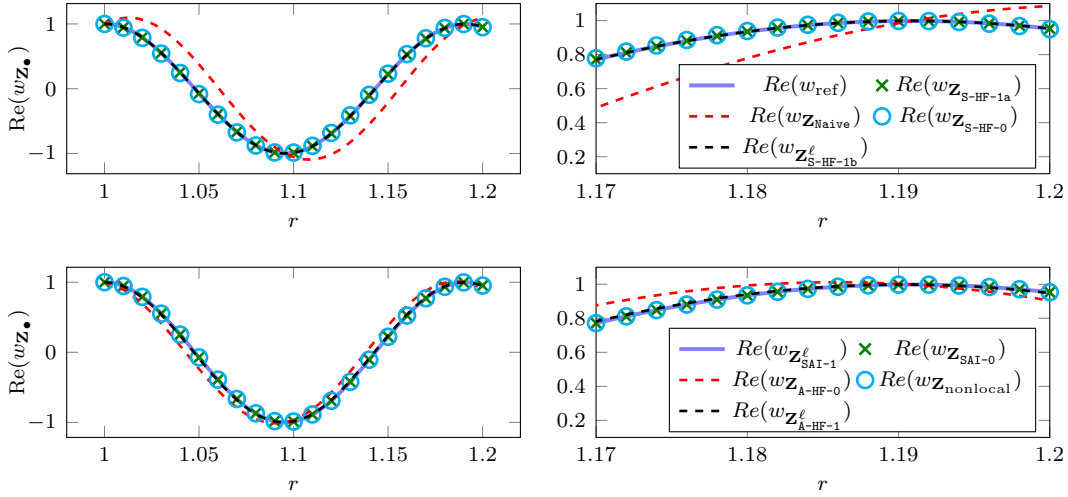 1
0
−1
Re(w_Z•)
1
1.05
1.1
1.15
1.2
r
1
0.8
0.6
0.4
0.2
1.17
1.18
1.19
1.2
r
Re(w_ref) Re(w_Z_S-HF-1a)
Re(w_Z_Naive) Re(w_Z_S-HF-0)
Re(w_Z^ℓ_S-HF-1b)
1
0
−1
Re(w_Z•)
1
1.05
1.1
1.15
1.2
r
1
0.8
0.6
0.4
0.2
1.17
1.18
1.19
1.2
r
Re(w_Z^ℓ_SAI-1) Re(w_Z_SAI-0)
Re(w_Z_A-HF-0) Re(w_Z_nonlocal)
Re(w_Z^ℓ_A-HF-1)